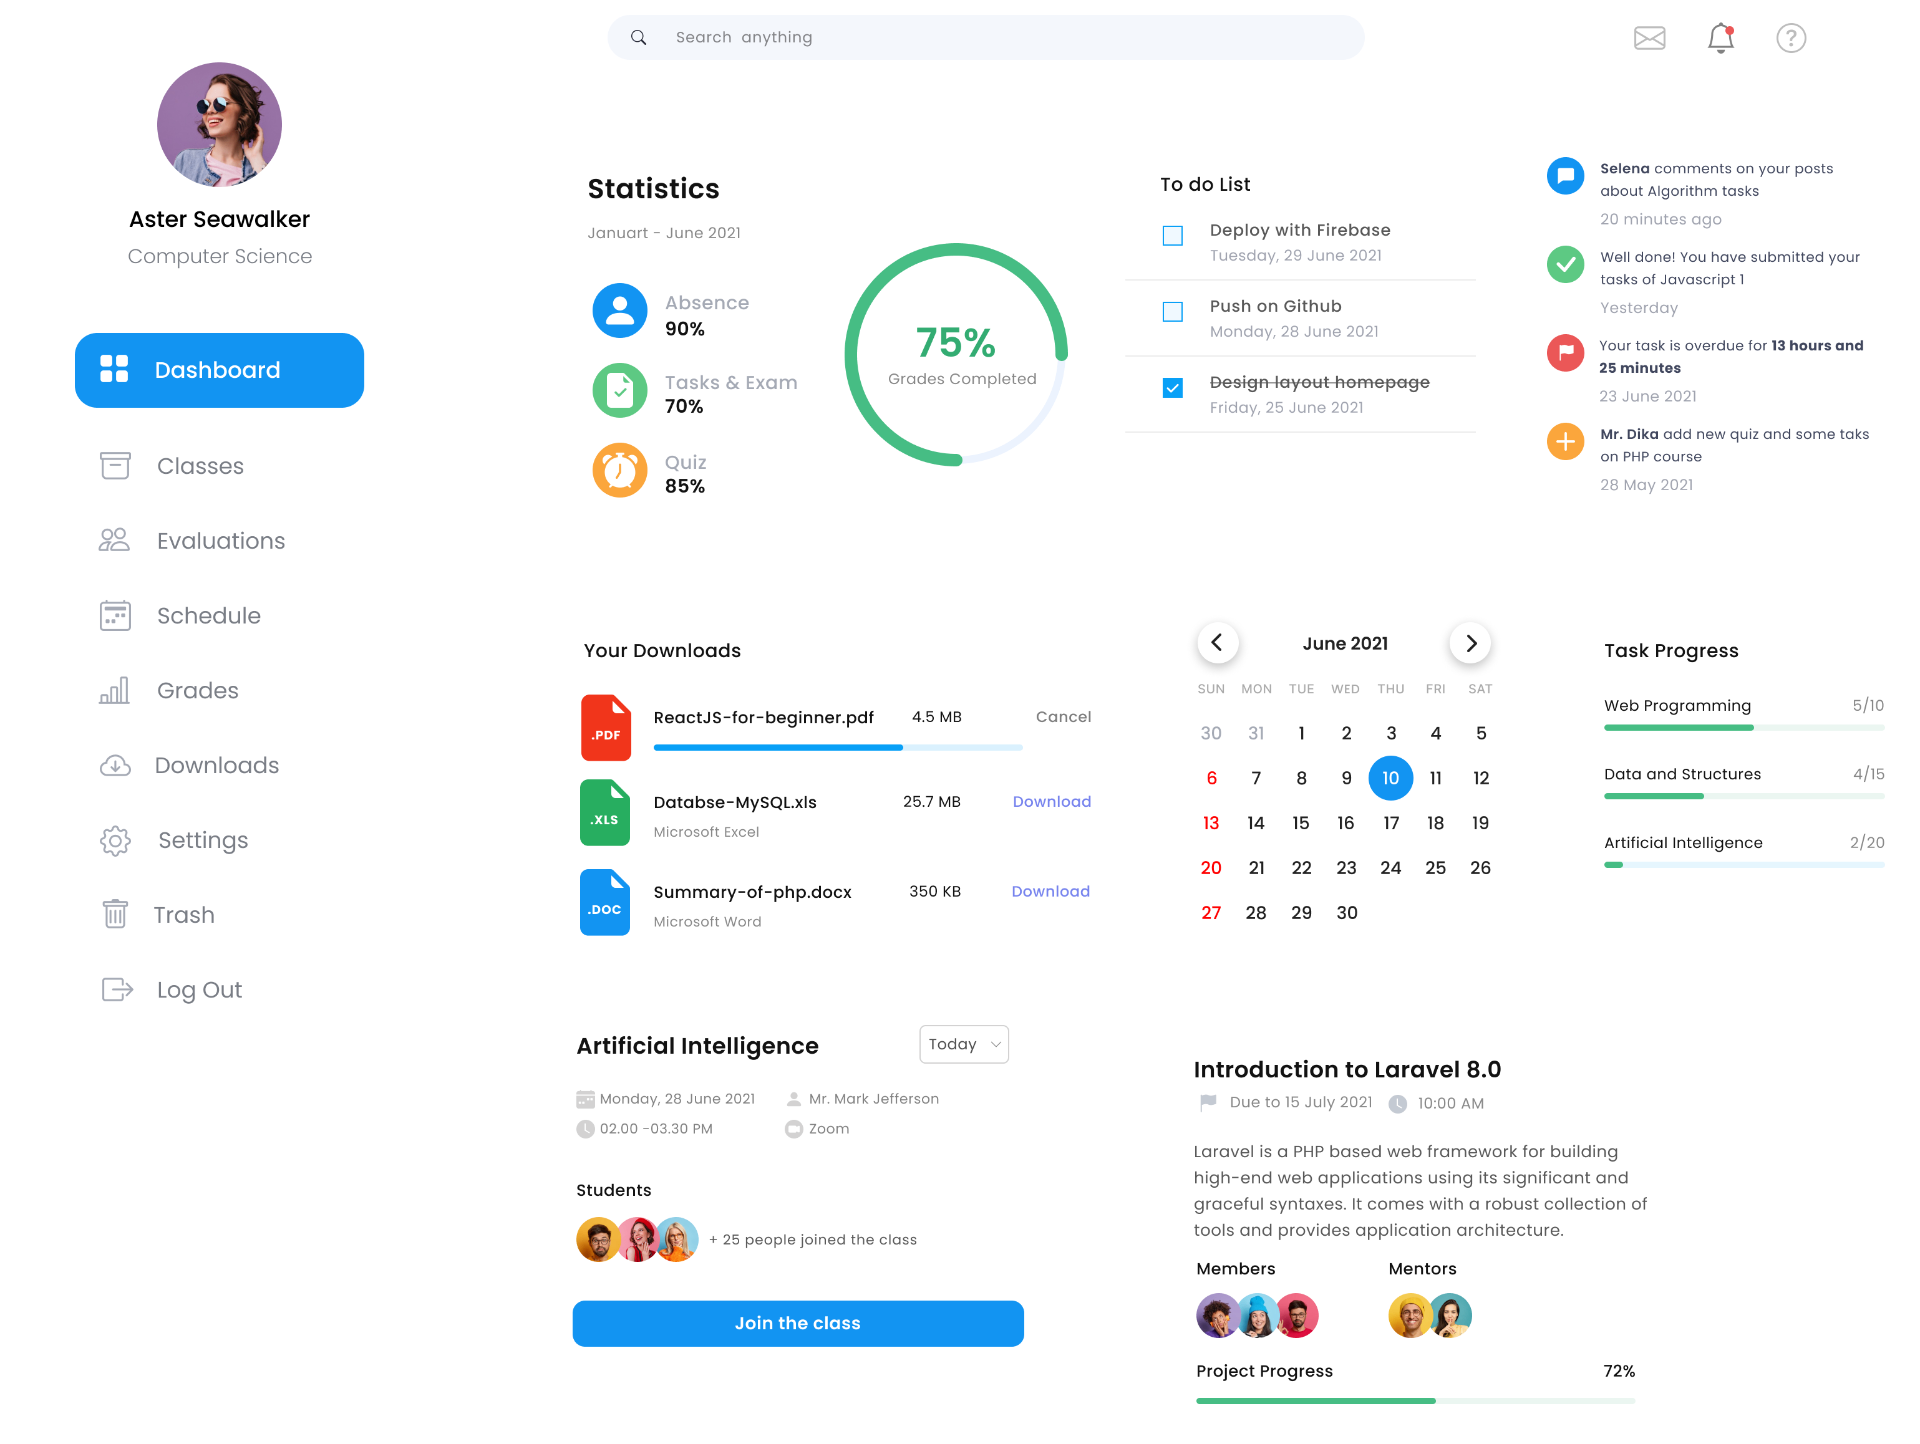 Search anything
Aster Seawalker
Computer Science
Dashboard
Classes
Evaluations
Schedule
Grades
Downloads
Settings
Trash
Log Out
Statistics
Januart - June 2021
Absence
90%
Tasks & Exam
70%
Quiz
85%
75%
Grades Completed
To do List
Deploy with Firebase
Tuesday, 29 June 2021
Push on Github
Monday, 28 June 2021
Design layout homepage
Friday, 25 June 2021
Selena comments on your posts
about Algorithm tasks
20 minutes ago
Well done! You have submitted your
tasks of Javascript 1
Yesterday
Your task is overdue for 13 hours and
25 minutes
23 June 2021
Mr. Dika add new quiz and some taks
on PHP course
28 May 2021
Your Downloads
.PDF
ReactJS-for-beginner.pdf 4.5 MB Cancel
.XLS
Databse-MySQL.xls 25.7 MB Download
Microsoft Excel
.DOC
Summary-of-php.docx 350 KB Download
Microsoft Word
June 2021
SUN MON TUE WED THU FRI SAT
30 31 1 2 3 4 5
6 7 8 9 10 11 12
13 14 15 16 17 18 19
20 21 22 23 24 25 26
27 28 29 30
Task Progress
Web Programming 5/10
Data and Structures 4/15
Artificial Intelligence 2/20
Artificial Intelligence
Today
Monday, 28 June 2021
Mr. Mark Jefferson
02.00 -03.30 PM
Zoom
Students
+ 25 people joined the class
Join the class
Introduction to Laravel 8.0
Due to 15 July 2021 10:00 AM
Laravel is a PHP based web framework for building
high-end web applications using its significant and
graceful syntaxes. It comes with a robust collection of
tools and provides application architecture.
Members
Mentors
Project Progress 72%